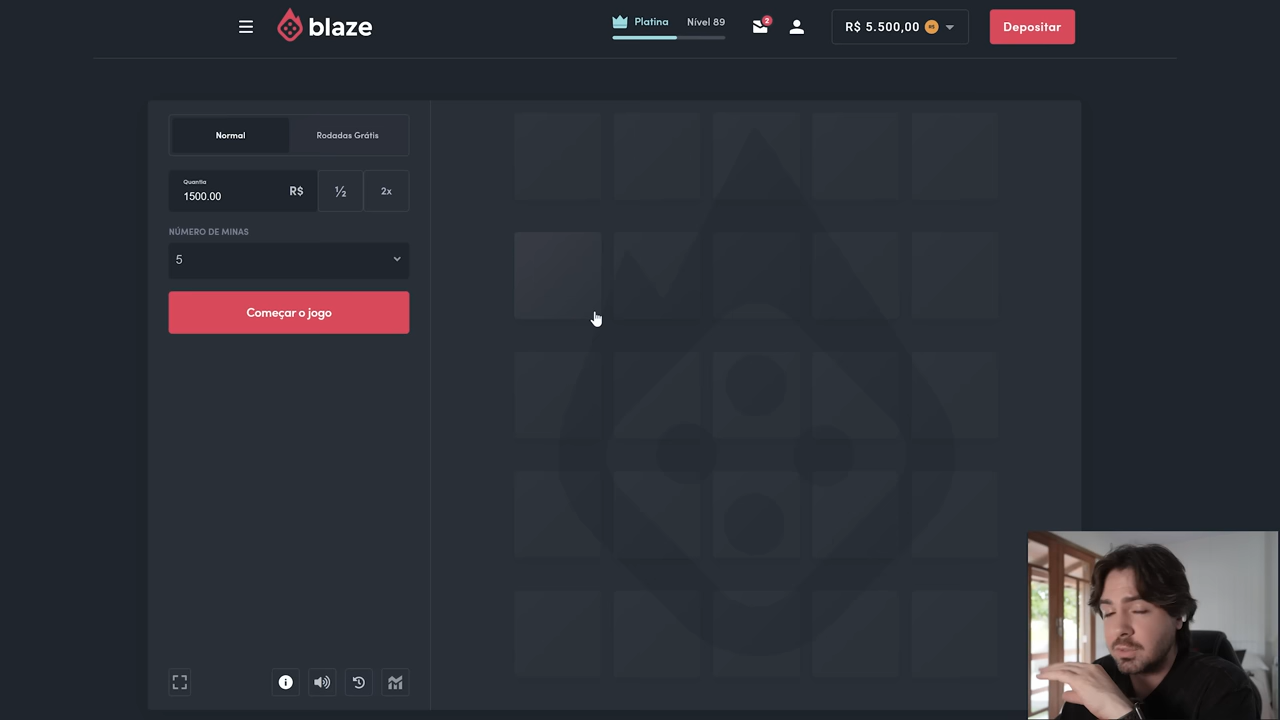 blaze
Platina
Nível 89
2
R$ 5.500,00
R$
Depositar
Normal
Rodadas Grátis
Quantia
1500.00
R$
½
2x
NÚMERO DE MINAS
5
Começar o jogo